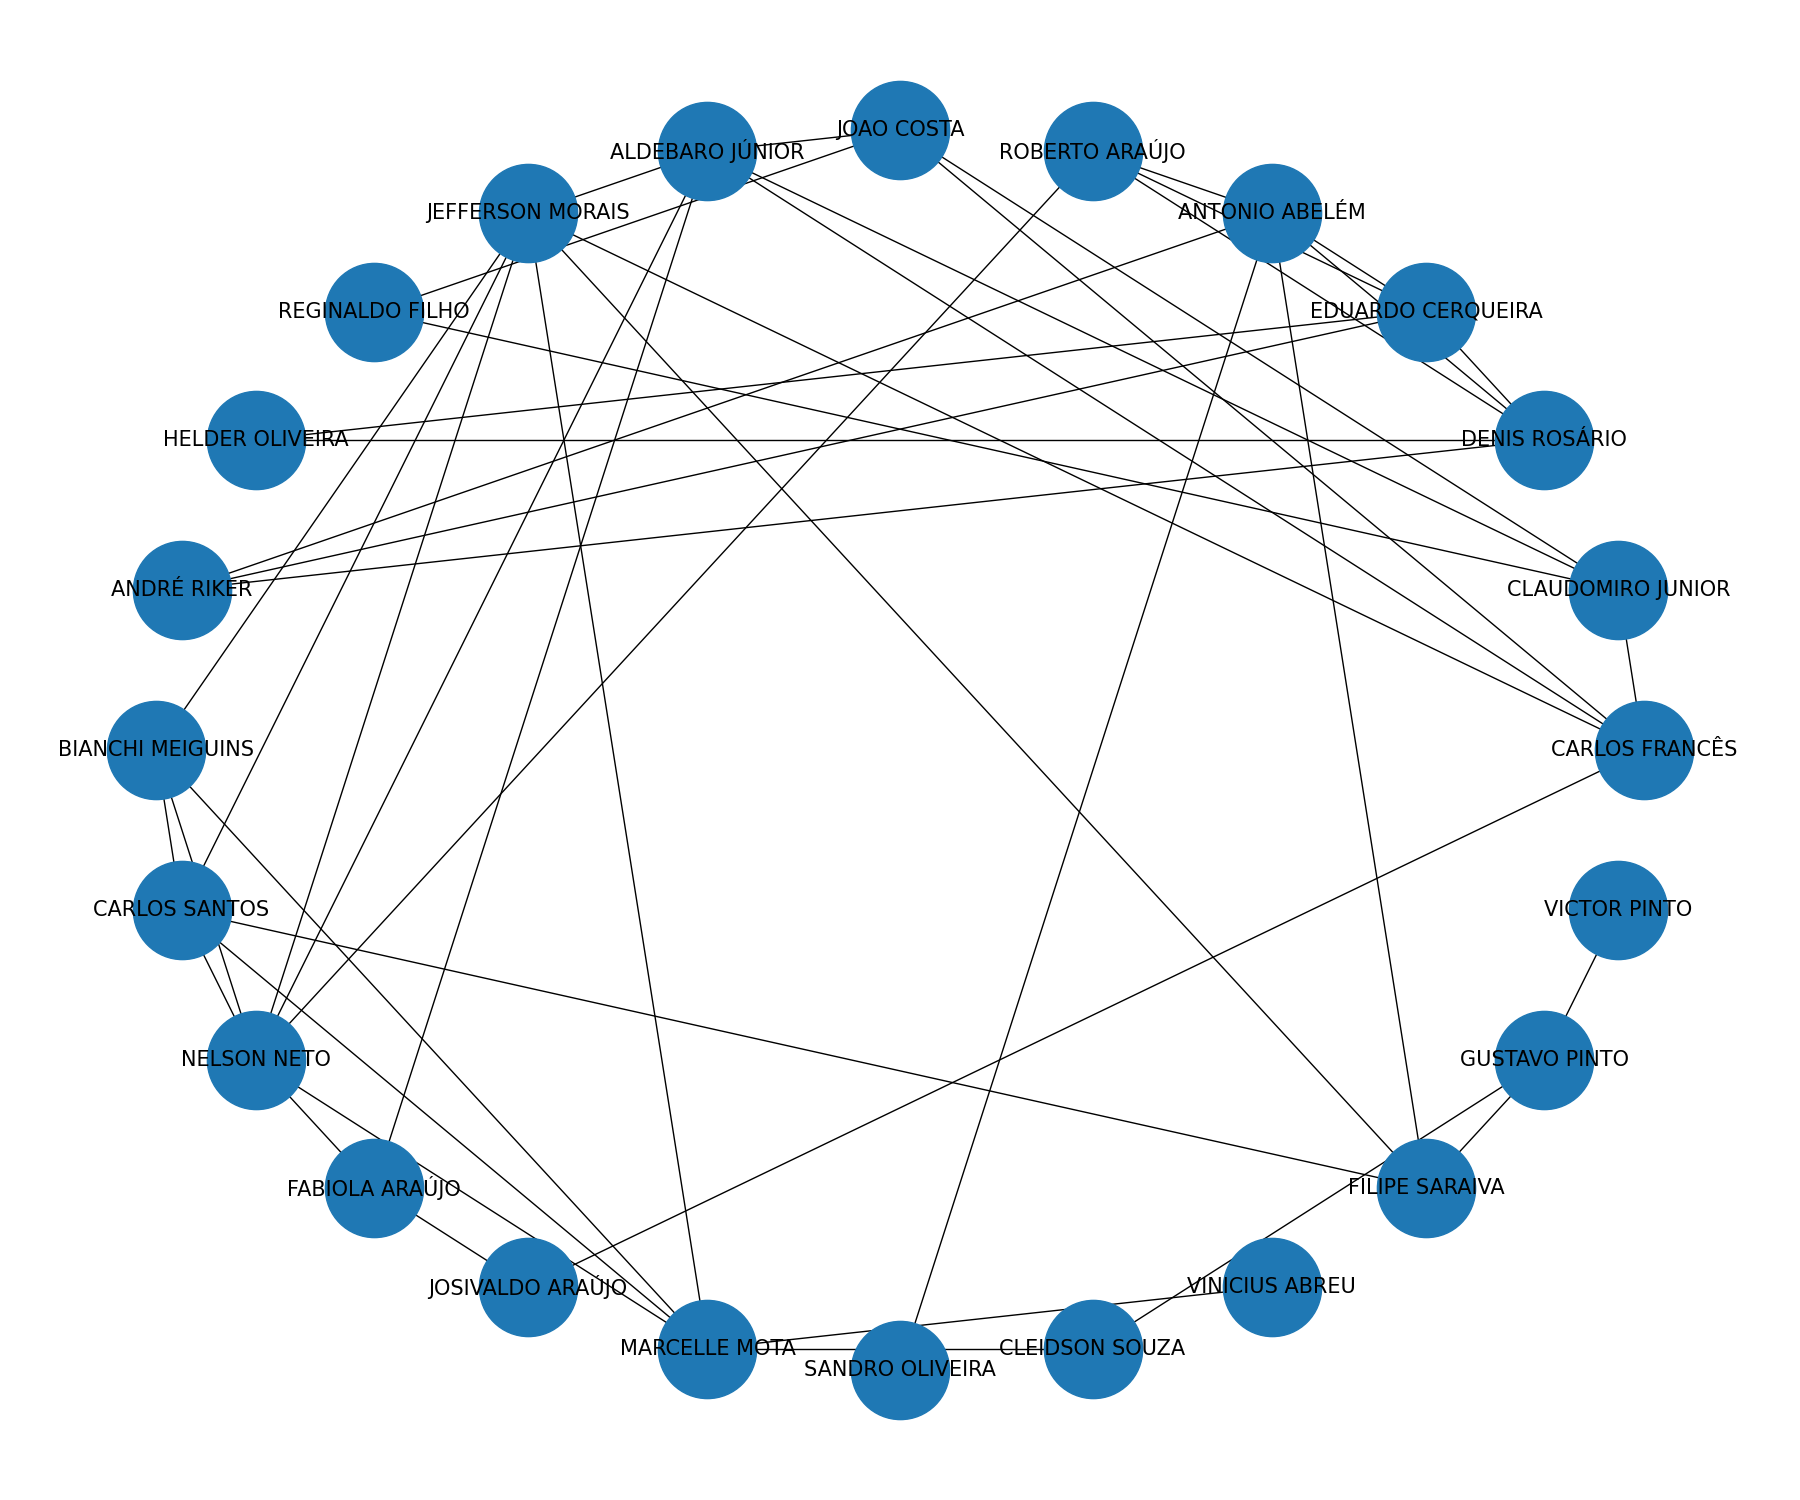 JOAO COSTA
ALDEBARO JÚNIOR
ROBERTO ARAÚJO
JEFFERSON MORAIS
ANTONIO ABELÉM
REGINALDO FILHO
EDUARDO CERQUEIRA
HELDER OLIVEIRA
DENIS ROSÁRIO
ANDRÉ RIKER
CLAUDOMIRO JUNIOR
BIANCHI MEIGUINS
CARLOS FRANCÊS
CARLOS SANTOS
VICTOR PINTO
NELSON NETO
GUSTAVO PINTO
FABIOLA ARAÚJO
FILIPE SARAIVA
JOSIVALDO ARAÚJO
VINICIUS ABREU
MARCELLE MOTA
CLEIDSON SOUZA
SANDRO OLIVEIRA